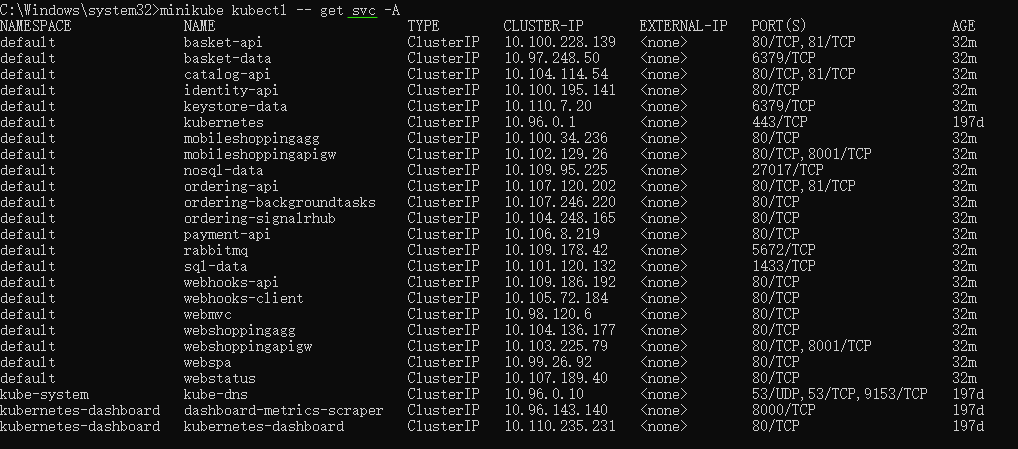 C:\Windows\system32>minikube kubectl -- get svc -A
NAMESPACE NAME TYPE CLUSTER-IP EXTERNAL-IP PORT(S) AGE
default basket-api ClusterIP 10.100.228.139 <none> 80/TCP,81/TCP 32m
default basket-data ClusterIP 10.97.248.50 <none> 6379/TCP 32m
default catalog-api ClusterIP 10.104.114.54 <none> 80/TCP,81/TCP 32m
default identity-api ClusterIP 10.100.195.141 <none> 80/TCP 32m
default keystore-data ClusterIP 10.110.7.20 <none> 6379/TCP 32m
default kubernetes ClusterIP 10.96.0.1 <none> 443/TCP 197d
default mobileshoppingagg ClusterIP 10.100.34.236 <none> 80/TCP 32m
default mobileshoppingapigw ClusterIP 10.102.129.26 <none> 80/TCP,8001/TCP 32m
default nosql-data ClusterIP 10.109.95.225 <none> 27017/TCP 32m
default ordering-api ClusterIP 10.107.120.202 <none> 80/TCP,81/TCP 32m
default ordering-backgroundtasks ClusterIP 10.107.246.220 <none> 80/TCP 32m
default ordering-signalrhub ClusterIP 10.104.248.165 <none> 80/TCP 32m
default payment-api ClusterIP 10.106.8.219 <none> 80/TCP 32m
default rabbitmq ClusterIP 10.109.178.42 <none> 5672/TCP 32m
default sql-data ClusterIP 10.101.120.132 <none> 1433/TCP 32m
default webhooks-api ClusterIP 10.109.186.192 <none> 80/TCP 32m
default webhooks-client ClusterIP 10.105.72.184 <none> 80/TCP 32m
default webmvc ClusterIP 10.98.120.6 <none> 80/TCP 32m
default webshoppingagg ClusterIP 10.104.136.177 <none> 80/TCP 32m
default webshoppingapigw ClusterIP 10.103.225.79 <none> 80/TCP,8001/TCP 32m
default webspa ClusterIP 10.99.26.92 <none> 80/TCP 32m
default webstatus ClusterIP 10.107.189.40 <none> 80/TCP 32m
kube-system kube-dns ClusterIP 10.96.0.10 <none> 53/UDP,53/TCP,9153/TCP 197d
kubernetes-dashboard dashboard-metrics-scraper ClusterIP 10.96.143.140 <none> 8000/TCP 197d
kubernetes-dashboard kubernetes-dashboard ClusterIP 10.110.235.231 <none> 80/TCP 197d